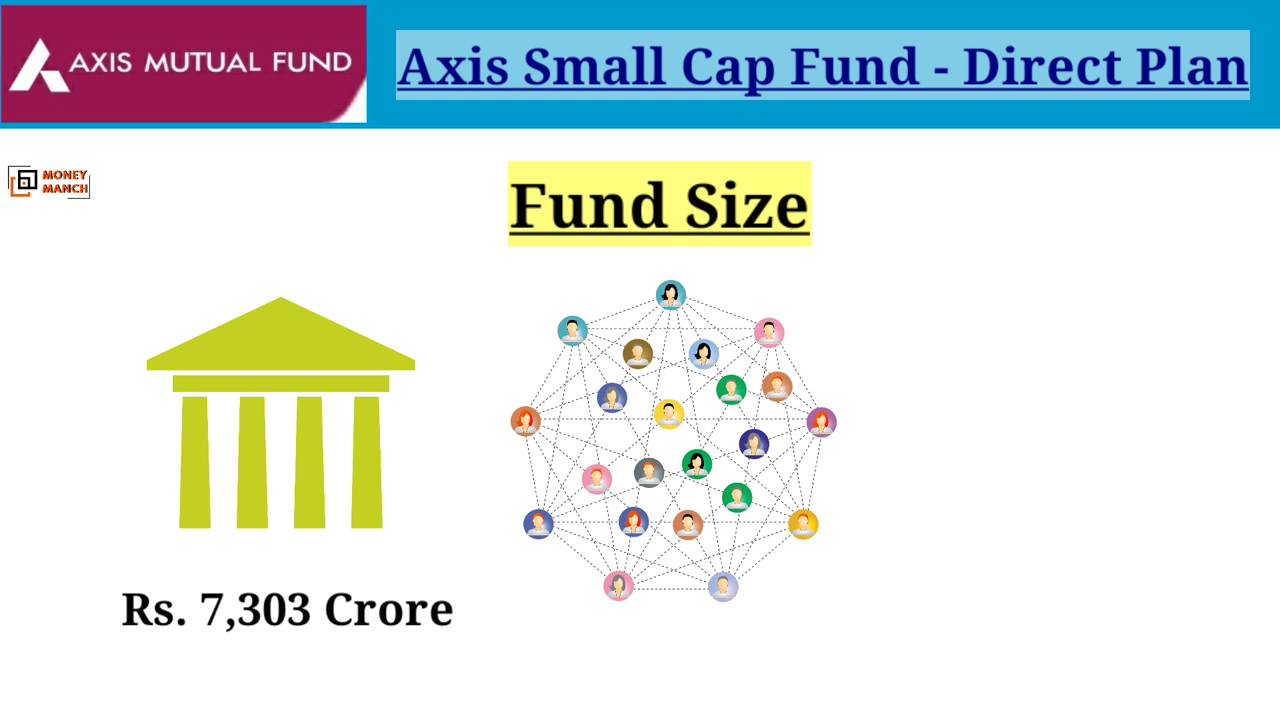 AXIS MUTUAL FUND
Axis Small Cap Fund - Direct Plan
MONEY
MANCH
Fund Size
Rs. 7,303 Crore